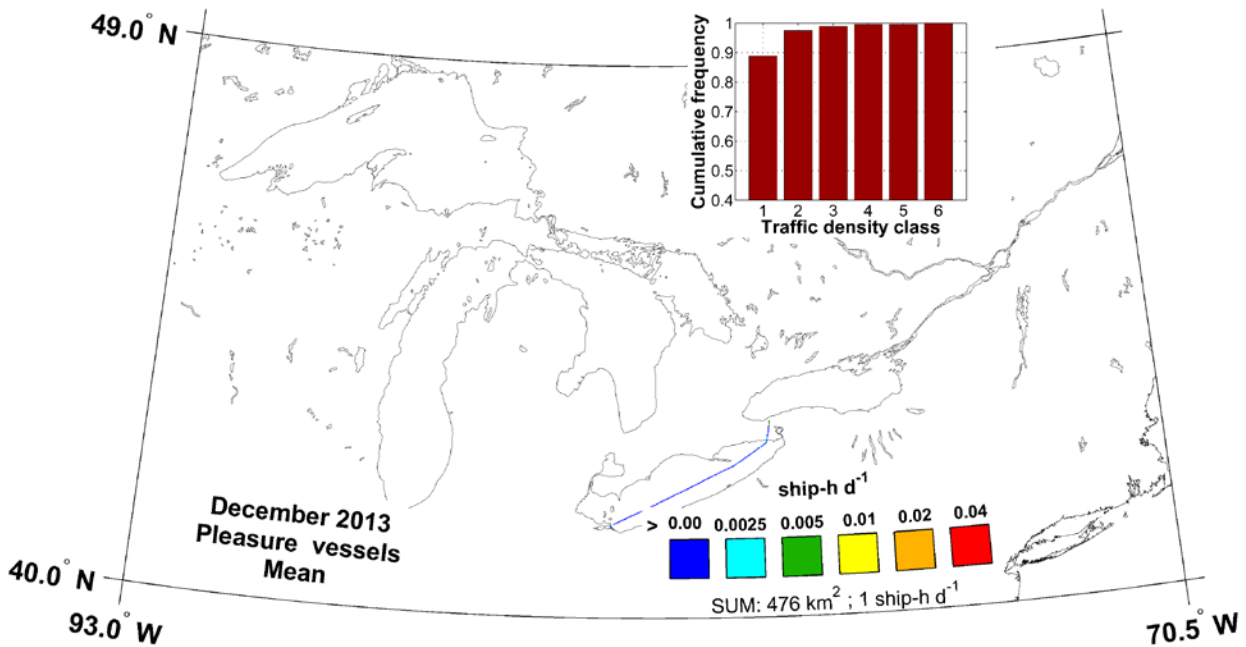 49.0° N
Cumulative frequency
1
0.9
0.8
0.7
0.6
0.5
0.4
1 2 3 4 5 6
Traffic density class
ship-h d⁻¹
December 2013
Pleasure vessels
Mean
> 0.00 0.0025 0.005 0.01 0.02 0.04
SUM: 476 km² ; 1 ship-h d⁻¹
40.0° N
93.0° W
70.5° W